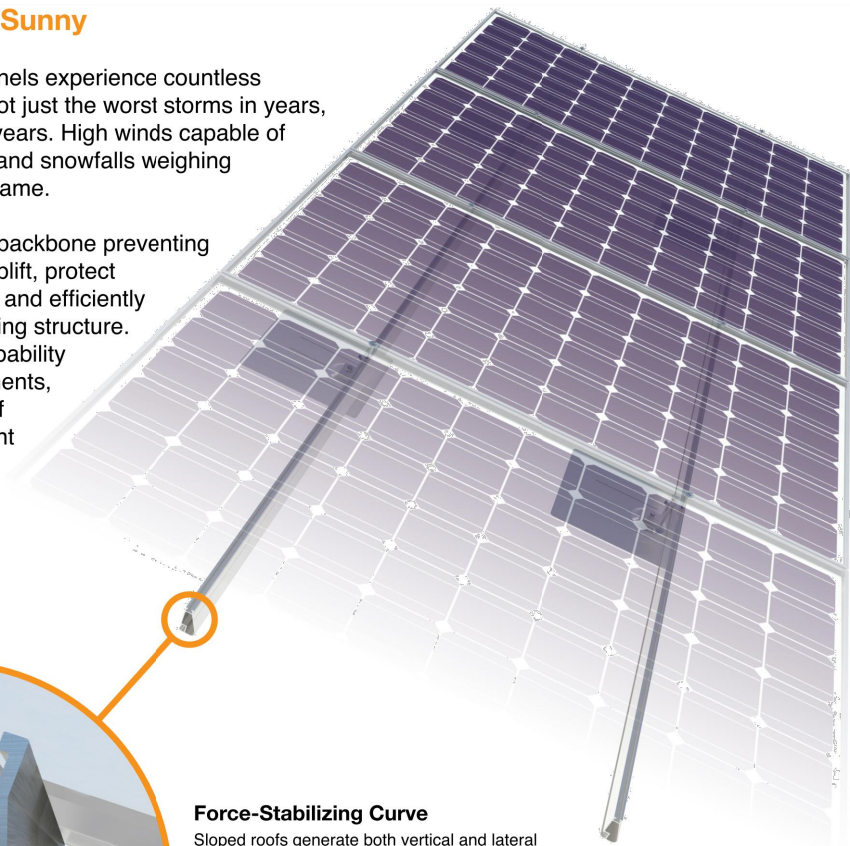 Sunny
nels experience countless
ot just the worst storms in years,
years. High winds capable of
and snowfalls weighing
ame.
backbone preventing
plift, protect
and efficiently
ing structure.
pability
ments,
f
nt
Force-Stabilizing Curve
Sloped roofs generate both vertical and lateral